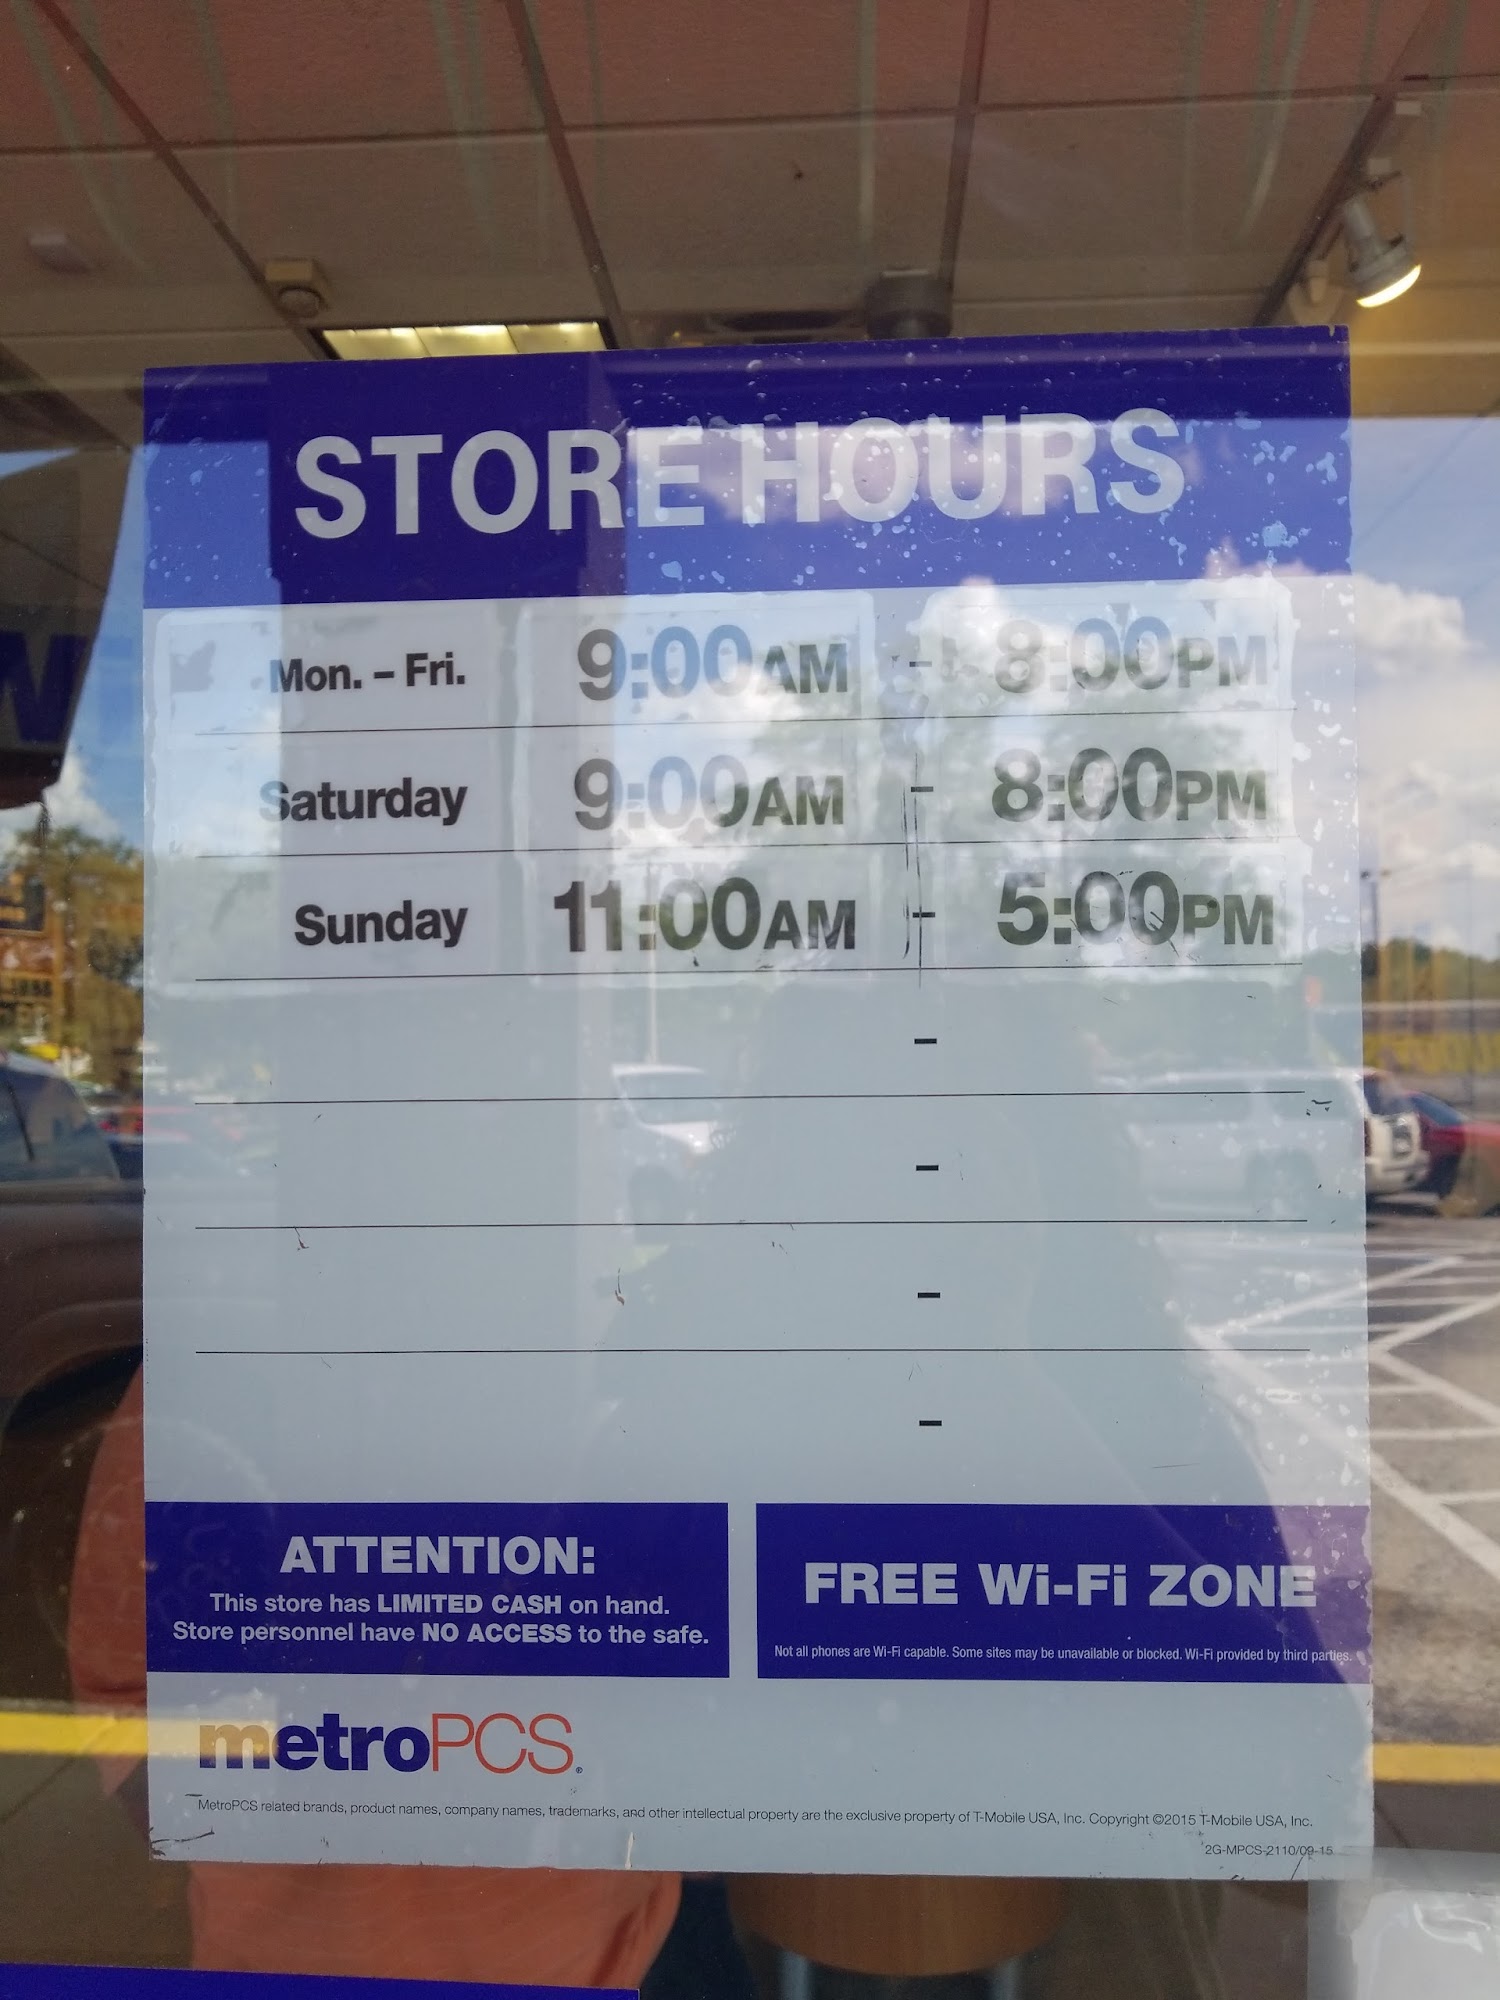 STORE HOURS
Mon. – Fri. 9:00AM - 8:00PM
Saturday 9:00AM - 8:00PM
Sunday 11:00AM - 5:00PM
-
-
-
-
ATTENTION:
This store has LIMITED CASH on hand.
Store personnel have NO ACCESS to the safe.
FREE Wi-Fi ZONE
Not all phones are Wi-Fi capable. Some sites may be unavailable or blocked. Wi-Fi provided by third parties.
metroPCS®
MetroPCS related brands, product names, company names, trademarks, and other intellectual property are the exclusive property of T-Mobile USA, Inc. Copyright ©2015 T-Mobile USA, Inc.
2G-MPCS-2110/09-15